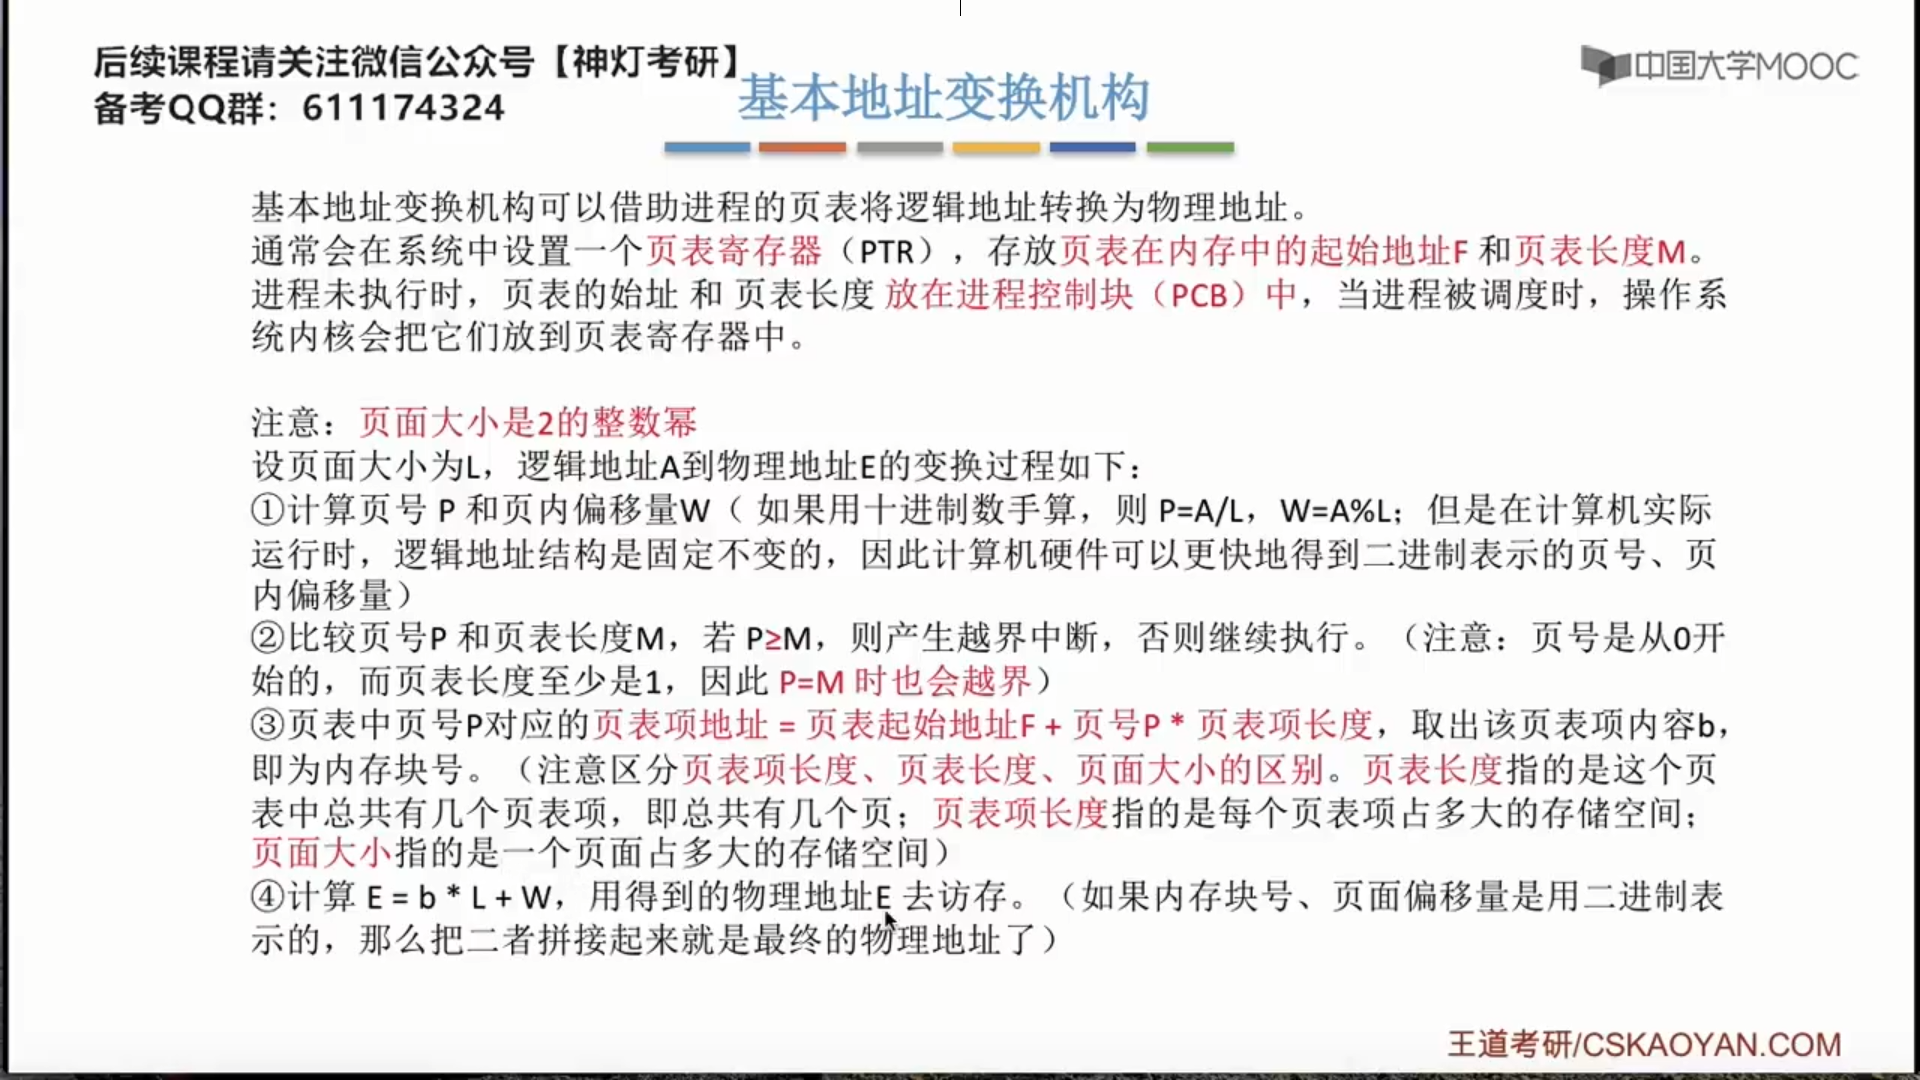 后续课程请关注微信公众号【神灯考研】
备考QQ群：611174324
中国大学MOOC
基本地址变换机构
基本地址变换机构可以借助进程的页表将逻辑地址转换为物理地址。
通常会在系统中设置一个页表寄存器（PTR），存放页表在内存中的起始地址F 和页表长度M。
进程未执行时，页表的始址 和 页表长度 放在进程控制块（PCB）中，当进程被调度时，操作系
统内核会把它们放到页表寄存器中。
注意：页面大小是2的整数幂
设页面大小为L，逻辑地址A到物理地址E的变换过程如下：
①计算页号 P 和页内偏移量W（ 如果用十进制数手算，则 P=A/L，W=A%L；但是在计算机实际
运行时，逻辑地址结构是固定不变的，因此计算机硬件可以更快地得到二进制表示的页号、页
内偏移量）
②比较页号P 和页表长度M，若 P≥M，则产生越界中断，否则继续执行。（注意：页号是从0开
始的，而页表长度至少是1，因此 P=M 时也会越界）
③页表中页号P对应的页表项地址 = 页表起始地址F + 页号P * 页表项长度，取出该页表项内容b，
即为内存块号。（注意区分页表项长度、页表长度、页面大小的区别。页表长度指的是这个页
表中总共有几个页表项，即总共有几个页；页表项长度指的是每个页表项占多大的存储空间；
页面大小指的是一个页面占多大的存储空间）
④计算 E = b * L + W，用得到的物理地址E 去访存。（如果内存块号、页面偏移量是用二进制表
示的，那么把二者拼接起来就是最终的物理地址了）
王道考研/CSKAOYAN.COM